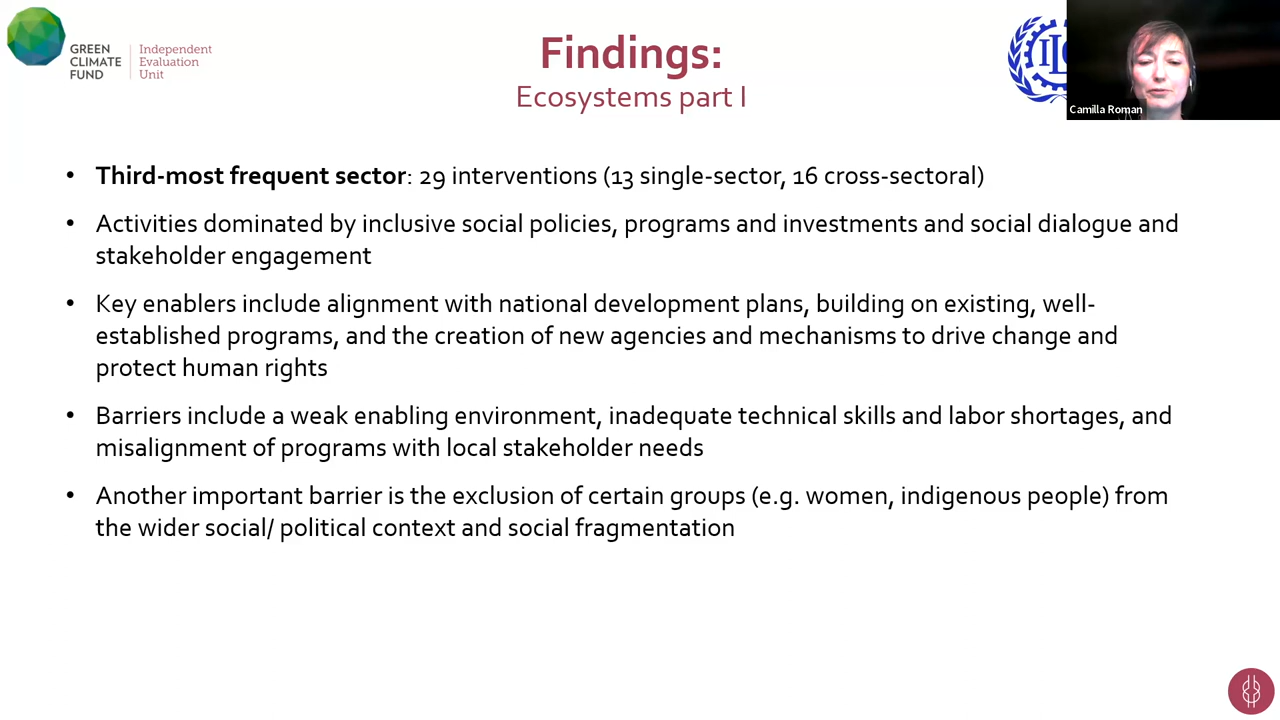 GREEN
CLIMATE
FUND
Independent
Evaluation
Unit
Findings:
Ecosystems part I
Camilla Roman
• Third-most frequent sector: 29 interventions (13 single-sector, 16 cross-sectoral)
• Activities dominated by inclusive social policies, programs and investments and social dialogue and
stakeholder engagement
• Key enablers include alignment with national development plans, building on existing, well-
established programs, and the creation of new agencies and mechanisms to drive change and
protect human rights
• Barriers include a weak enabling environment, inadequate technical skills and labor shortages, and
misalignment of programs with local stakeholder needs
• Another important barrier is the exclusion of certain groups (e.g. women, indigenous people) from
the wider social/ political context and social fragmentation